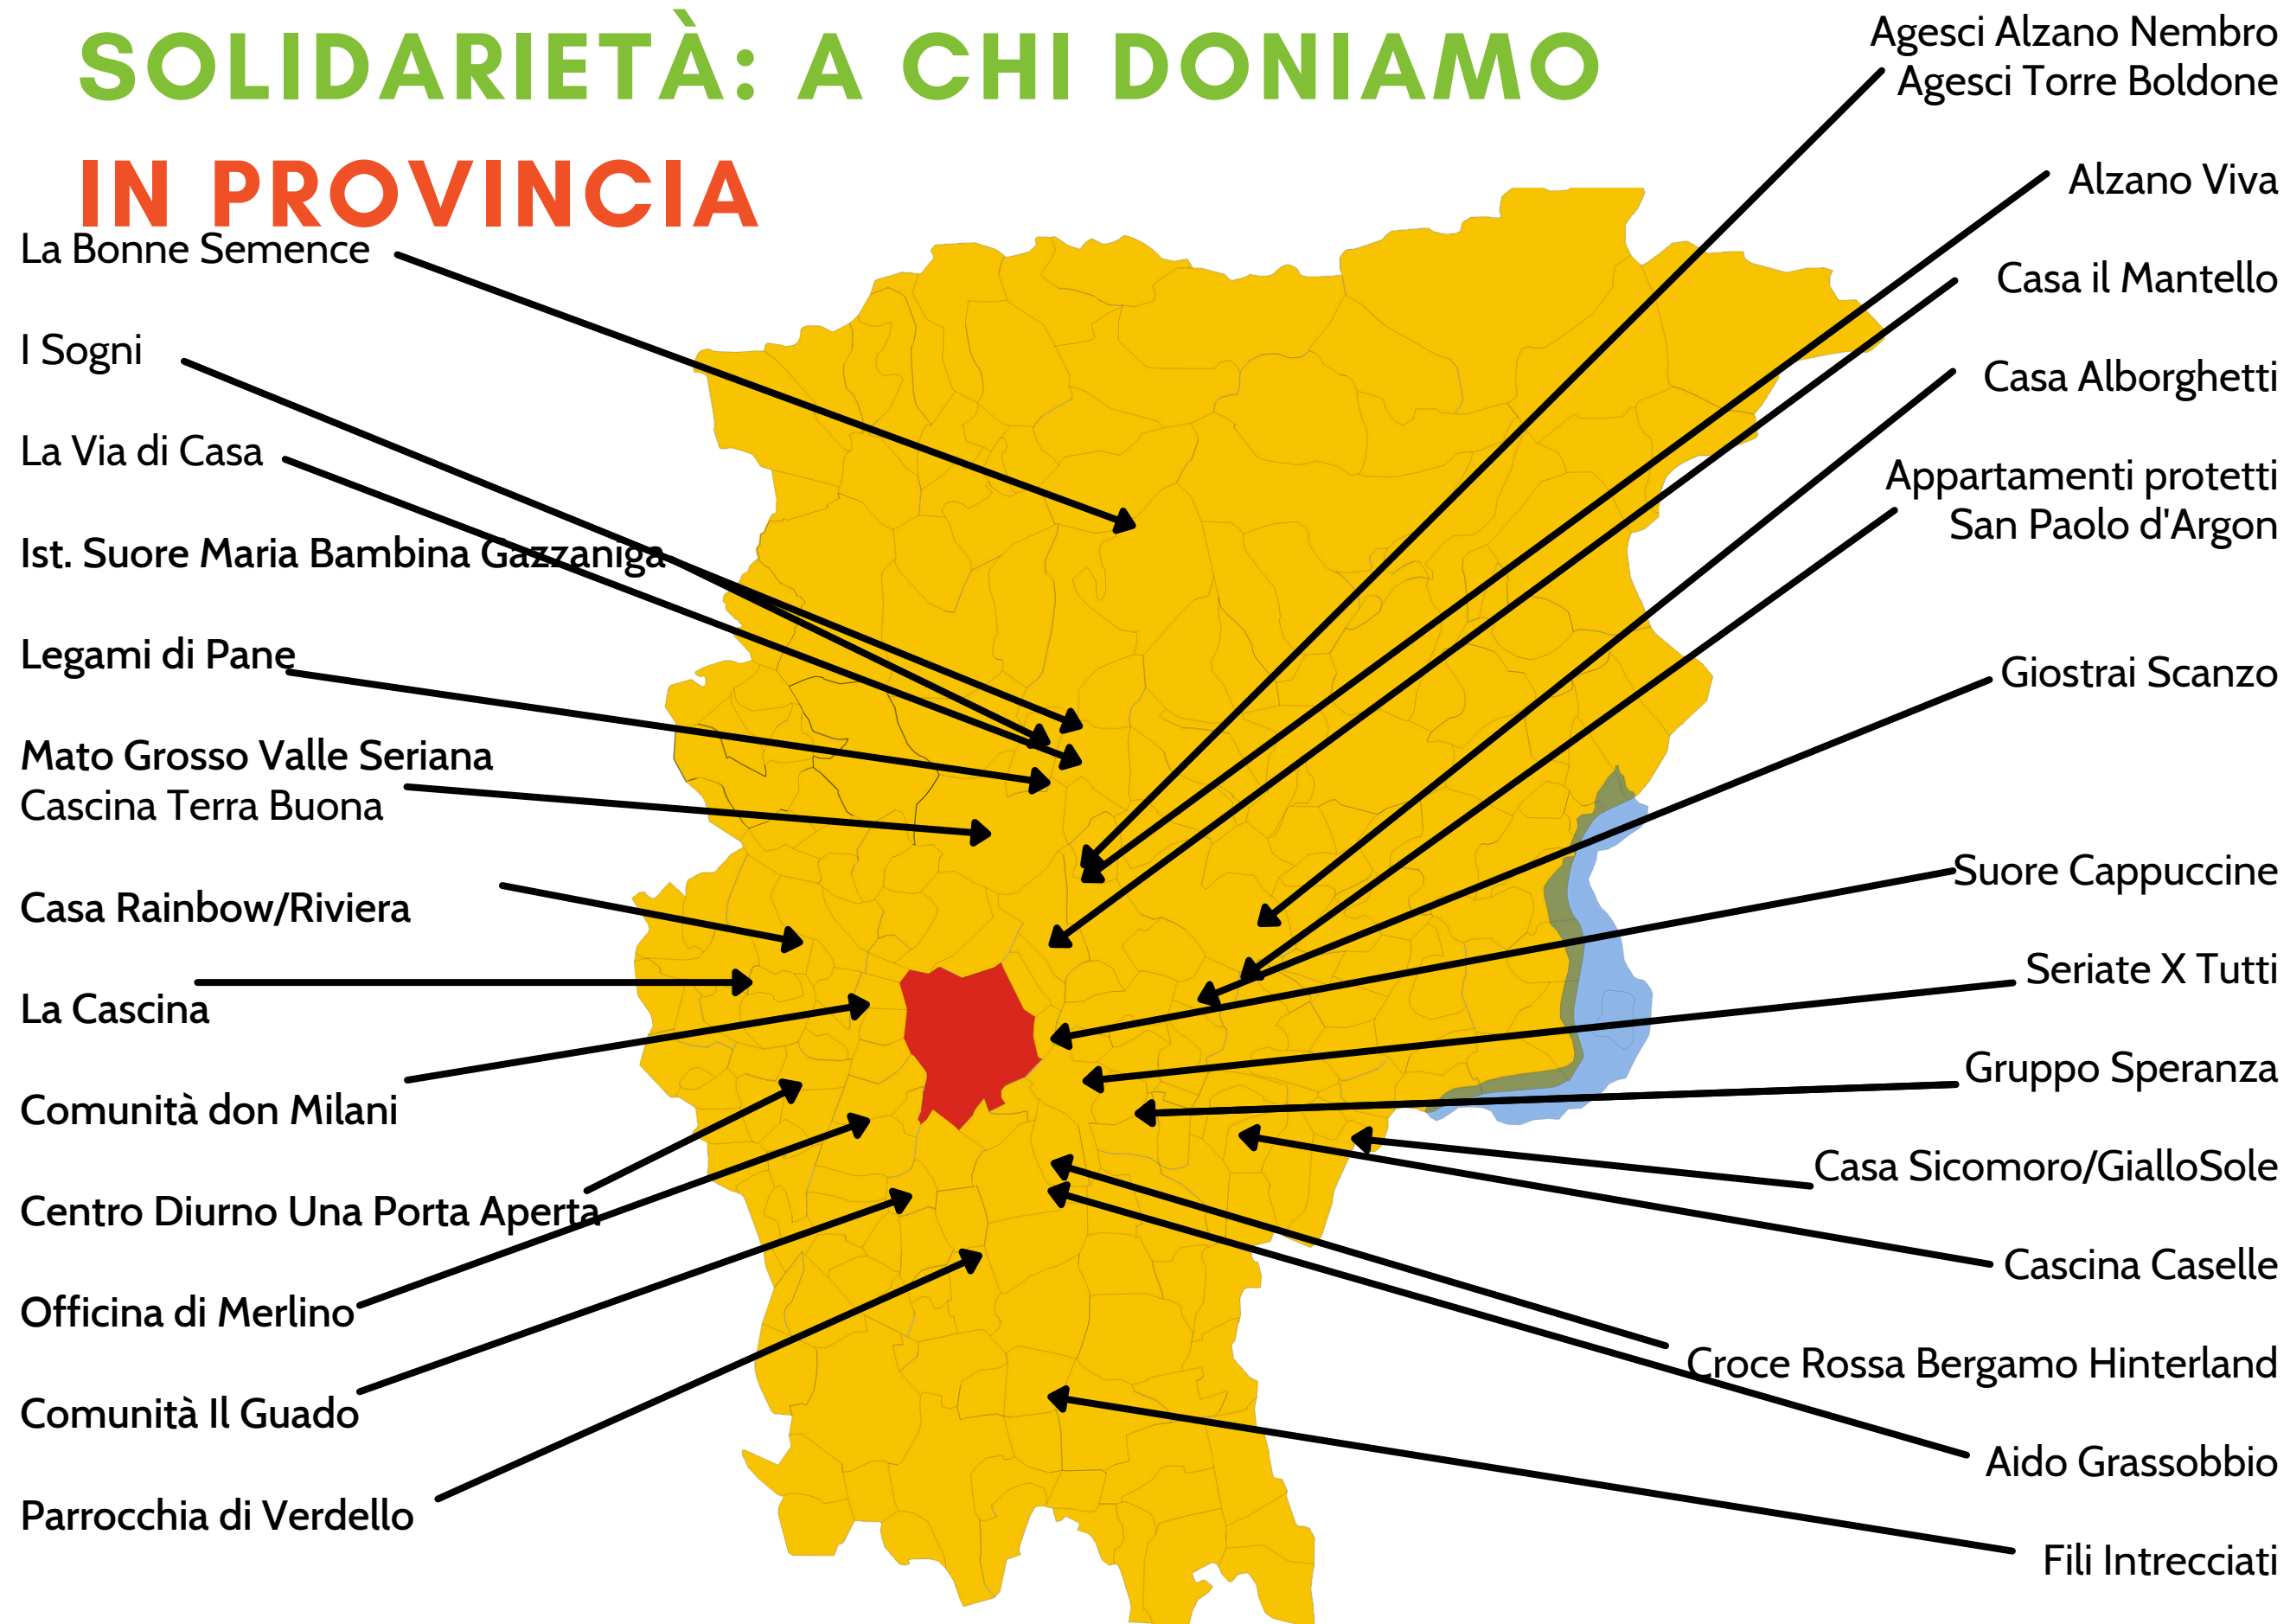 SOLIDARIETÀ: A CHI DONIAMO
IN PROVINCIA
La Bonne Semence
I Sogni
La Via di Casa
Ist. Suore Maria Bambina Gazzaniga
Legami di Pane
Mato Grosso Valle Seriana
Cascina Terra Buona
Casa Rainbow/Riviera
La Cascina
Comunità don Milani
Centro Diurno Una Porta Aperta
Officina di Merlino
Comunità Il Guado
Parrocchia di Verdello
Agesci Alzano Nembro
Agesci Torre Boldone
Alzano Viva
Casa il Mantello
Casa Alborghetti
Appartamenti protetti
San Paolo d'Argon
Giostrai Scanzo
Suore Cappuccine
Seriate X Tutti
Gruppo Speranza
Casa Sicomoro/GialloSole
Cascina Caselle
Croce Rossa Bergamo Hinterland
Aido Grassobbio
Fili Intrecciati